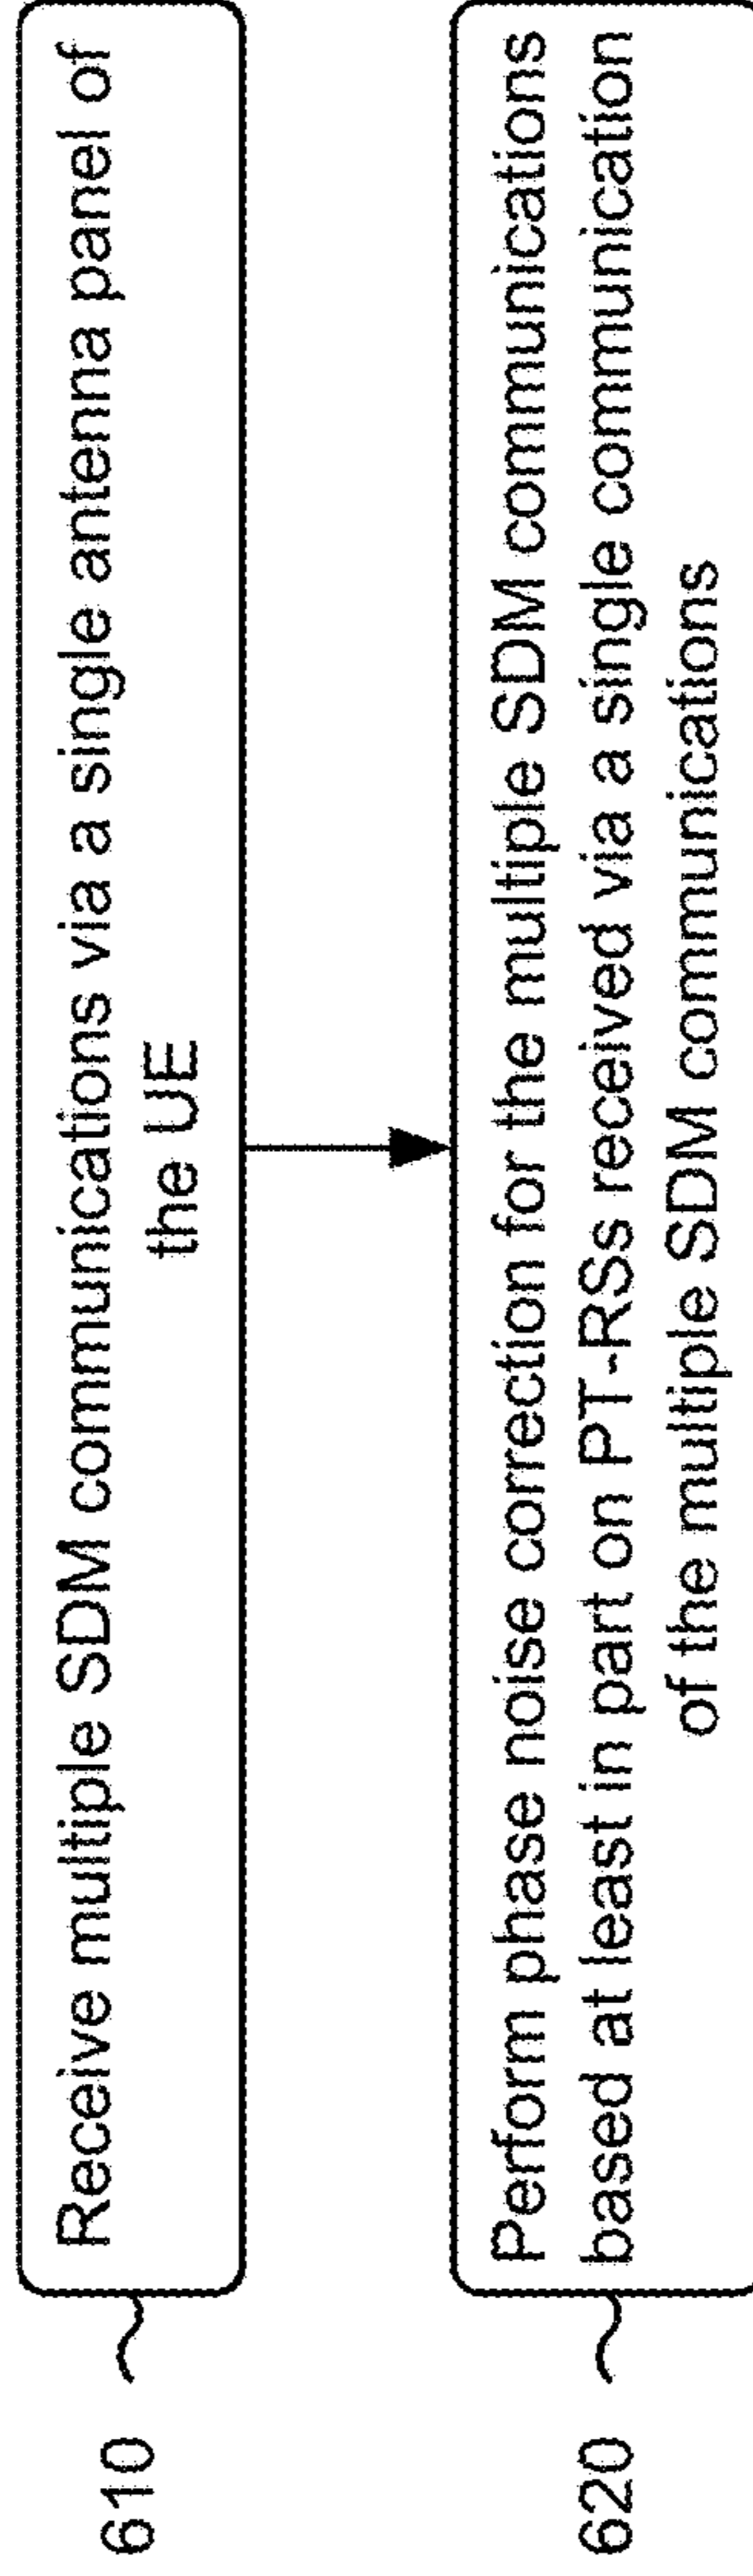 610
Receive multiple SDM communications via a single antenna panel of
the UE
620
Perform phase noise correction for the multiple SDM communications
based at least in part on PT-RSs received via a single communication
of the multiple SDM communications